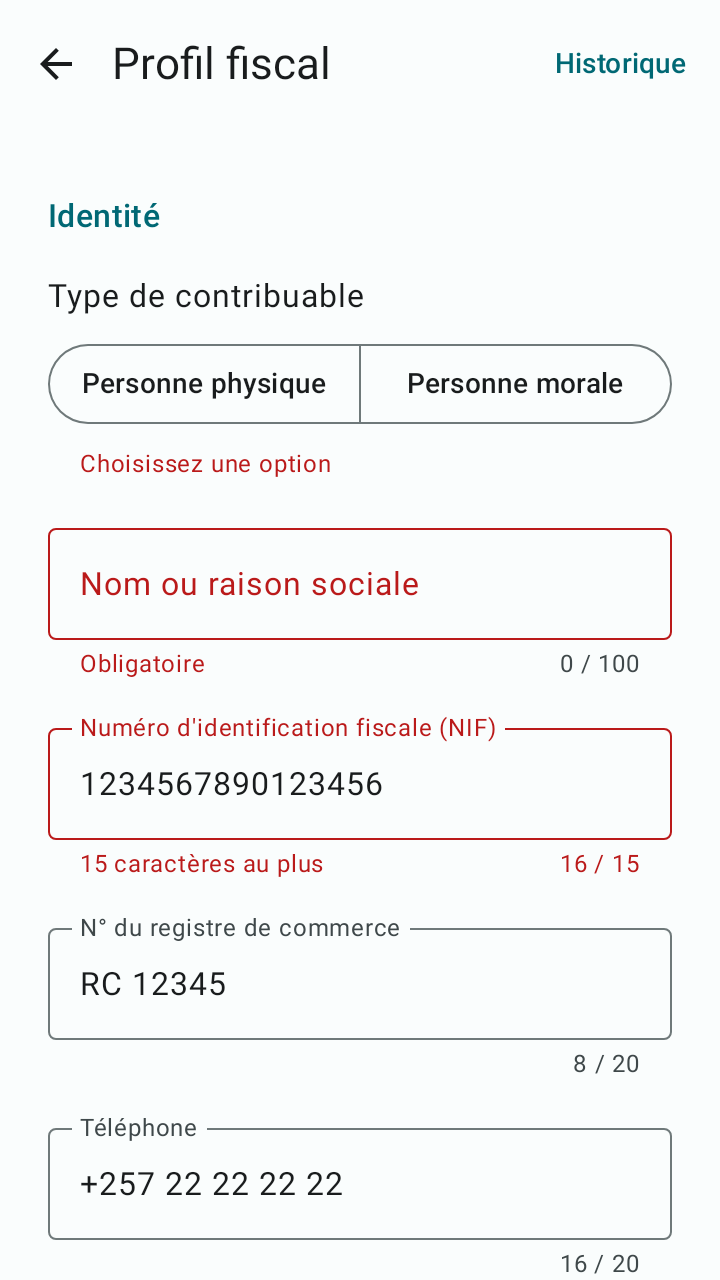 Profil fiscal
Historique
Identité
Type de contribuable
Personne physique
Personne morale
Choisissez une option
Nom ou raison sociale
Obligatoire
0 / 100
Numéro d'identification fiscale (NIF)
1234567890123456
15 caractères au plus
16 / 15
N° du registre de commerce
RC 12345
8 / 20
Téléphone
+257 22 22 22 22
16 / 20